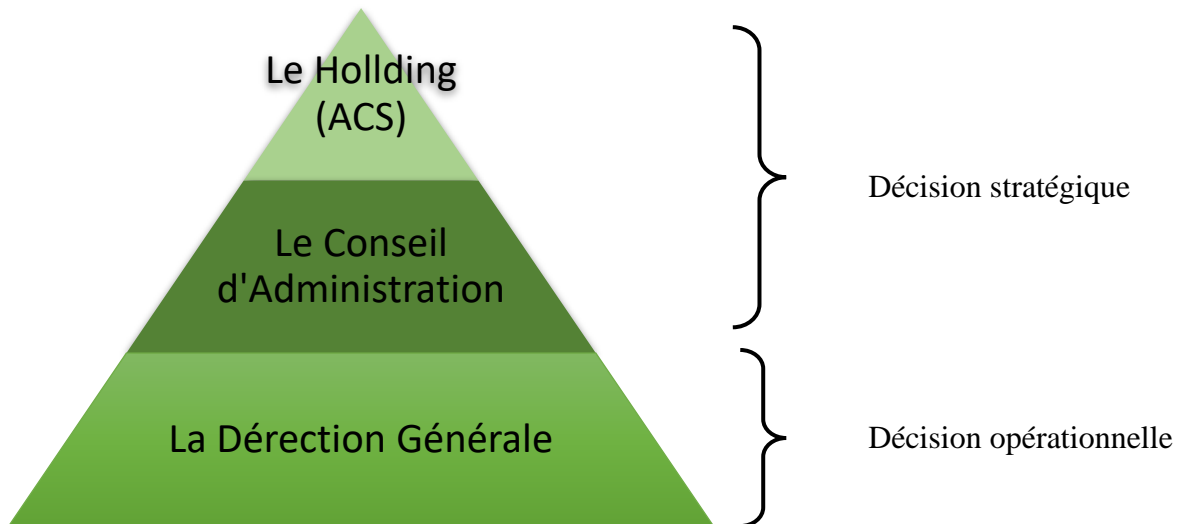 Le Hollding
(ACS)
Décision stratégique
Le Conseil
d'Administration
La Dérection Générale
Décision opérationnelle